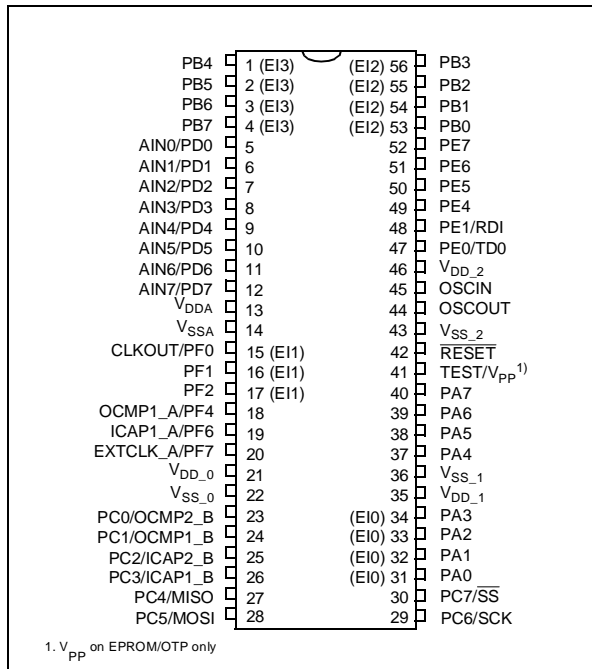 PB4 1 (EI3) (EI2) 56 PB3
PB5 2 (EI3) (EI2) 55 PB2
PB6 3 (EI3) (EI2) 54 PB1
PB7 4 (EI3) (EI2) 53 PB0
AIN0/PD0 5 52 PE7
AIN1/PD1 6 51 PE6
AIN2/PD2 7 50 PE5
AIN3/PD3 8 49 PE4
AIN4/PD4 9 48 PE1/RDI
AIN5/PD5 10 47 PE0/TD0
AIN6/PD6 11 46 VDD_2
AIN7/PD7 12 45 OSCIN
VDDA 13 44 OSCOUT
VSSA 14 43 VSS_2
CLKOUT/PF0 15 (EI1) 42 RESET
PF1 16 (EI1) 41 TEST/VPP1)
PF2 17 (EI1) 40 PA7
OCMP1_A/PF4 18 39 PA6
ICAP1_A/PF6 19 38 PA5
EXTCLK_A/PF7 20 37 PA4
VDD_0 21 36 VSS_1
VSS_0 22 35 VDD_1
PC0/OCMP2_B 23 (EI0) 34 PA3
PC1/OCMP1_B 24 (EI0) 33 PA2
PC2/ICAP2_B 25 (EI0) 32 PA1
PC3/ICAP1_B 26 (EI0) 31 PA0
PC4/MISO 27 30 PC7/SS
PC5/MOSI 28 29 PC6/SCK
1. VPP on EPROM/OTP only